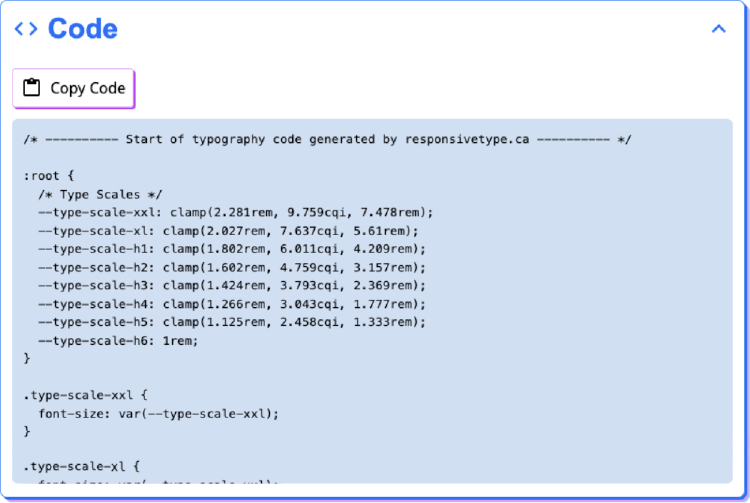 <> Code
Copy Code
/* ---------- Start of typography code generated by responsivetype.ca ---------- */
:root {
/* Type Scales */
--type-scale-xxl: clamp(2.281rem, 9.759cqi, 7.478rem);
--type-scale-xl: clamp(2.027rem, 7.637cqi, 5.61rem);
--type-scale-h1: clamp(1.802rem, 6.011cqi, 4.209rem);
--type-scale-h2: clamp(1.602rem, 4.759cqi, 3.157rem);
--type-scale-h3: clamp(1.424rem, 3.793cqi, 2.369rem);
--type-scale-h4: clamp(1.266rem, 3.043cqi, 1.777rem);
--type-scale-h5: clamp(1.125rem, 2.458cqi, 1.333rem);
--type-scale-h6: 1rem;
}
.type-scale-xxl {
font-size: var(--type-scale-xxl);
}
.type-scale-xl {